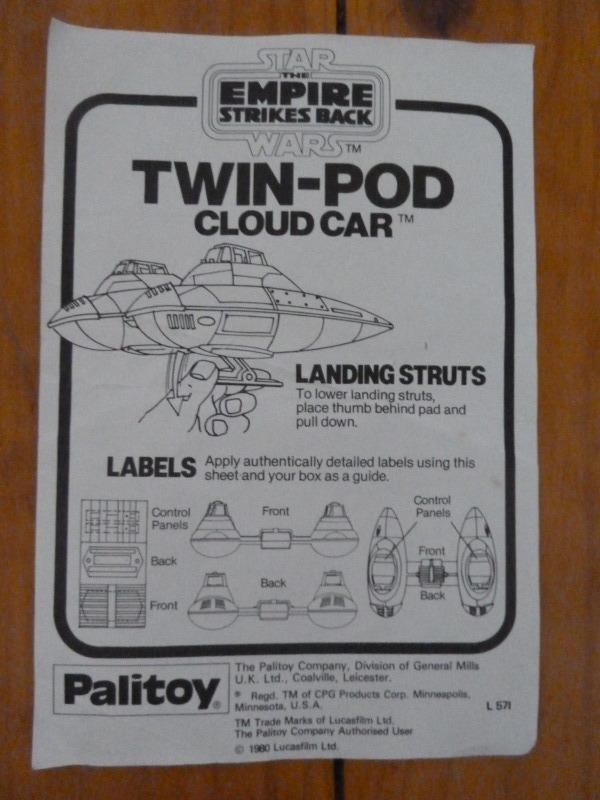 STAR
THE
EMPIRE
STRIKES BACK
WARS™
TWIN-POD
CLOUD CAR™
LANDING STRUTS
To lower landing struts,
place thumb behind pad and
pull down.
LABELS
Apply authentically detailed labels using this
sheet and your box as a guide.
Control
Panels
Back
Front
Front
Back
Control
Panels
Front
Back
Palitoy®
The Palitoy Company, Division of General Mills
U.K. Ltd., Coalville, Leicester.
® Regd. TM of CPG Products Corp. Minneapolis,
Minnesota, U.S.A.
L 571
TM Trade Marks of Lucasfilm Ltd.
The Palitoy Company Authorised User
© 1980 Lucasfilm Ltd.